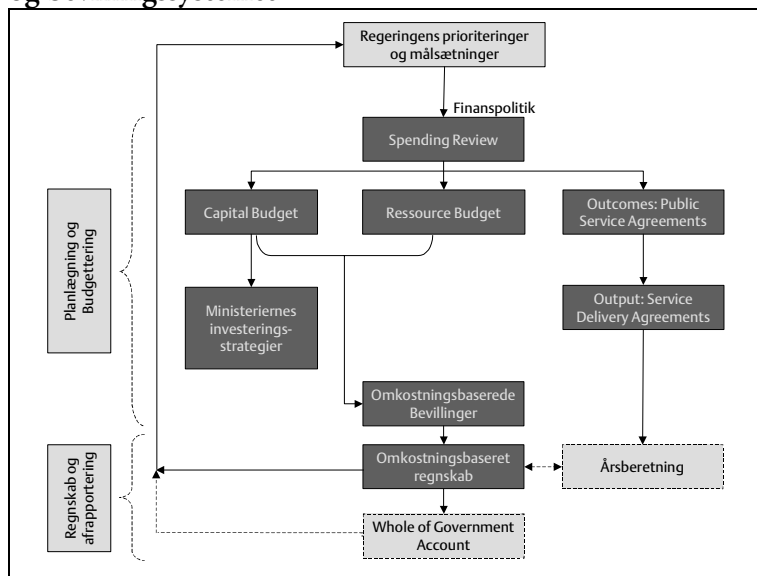 Regeringens prioriteringer
og målsætninger
Finanspolitik
Spending Review
Capital Budget
Ressource Budget
Outcomes: Public
Service Agreements
Planlægning og
Budgettering
Ministeriernes
investerings-
strategier
Output: Service
Delivery Agreements
Omkostningsbaserede
Bevillinger
Regnskab og
afrapportering
Omkostningsbaseret
regnskab
Årsberetning
Whole of Government
Account